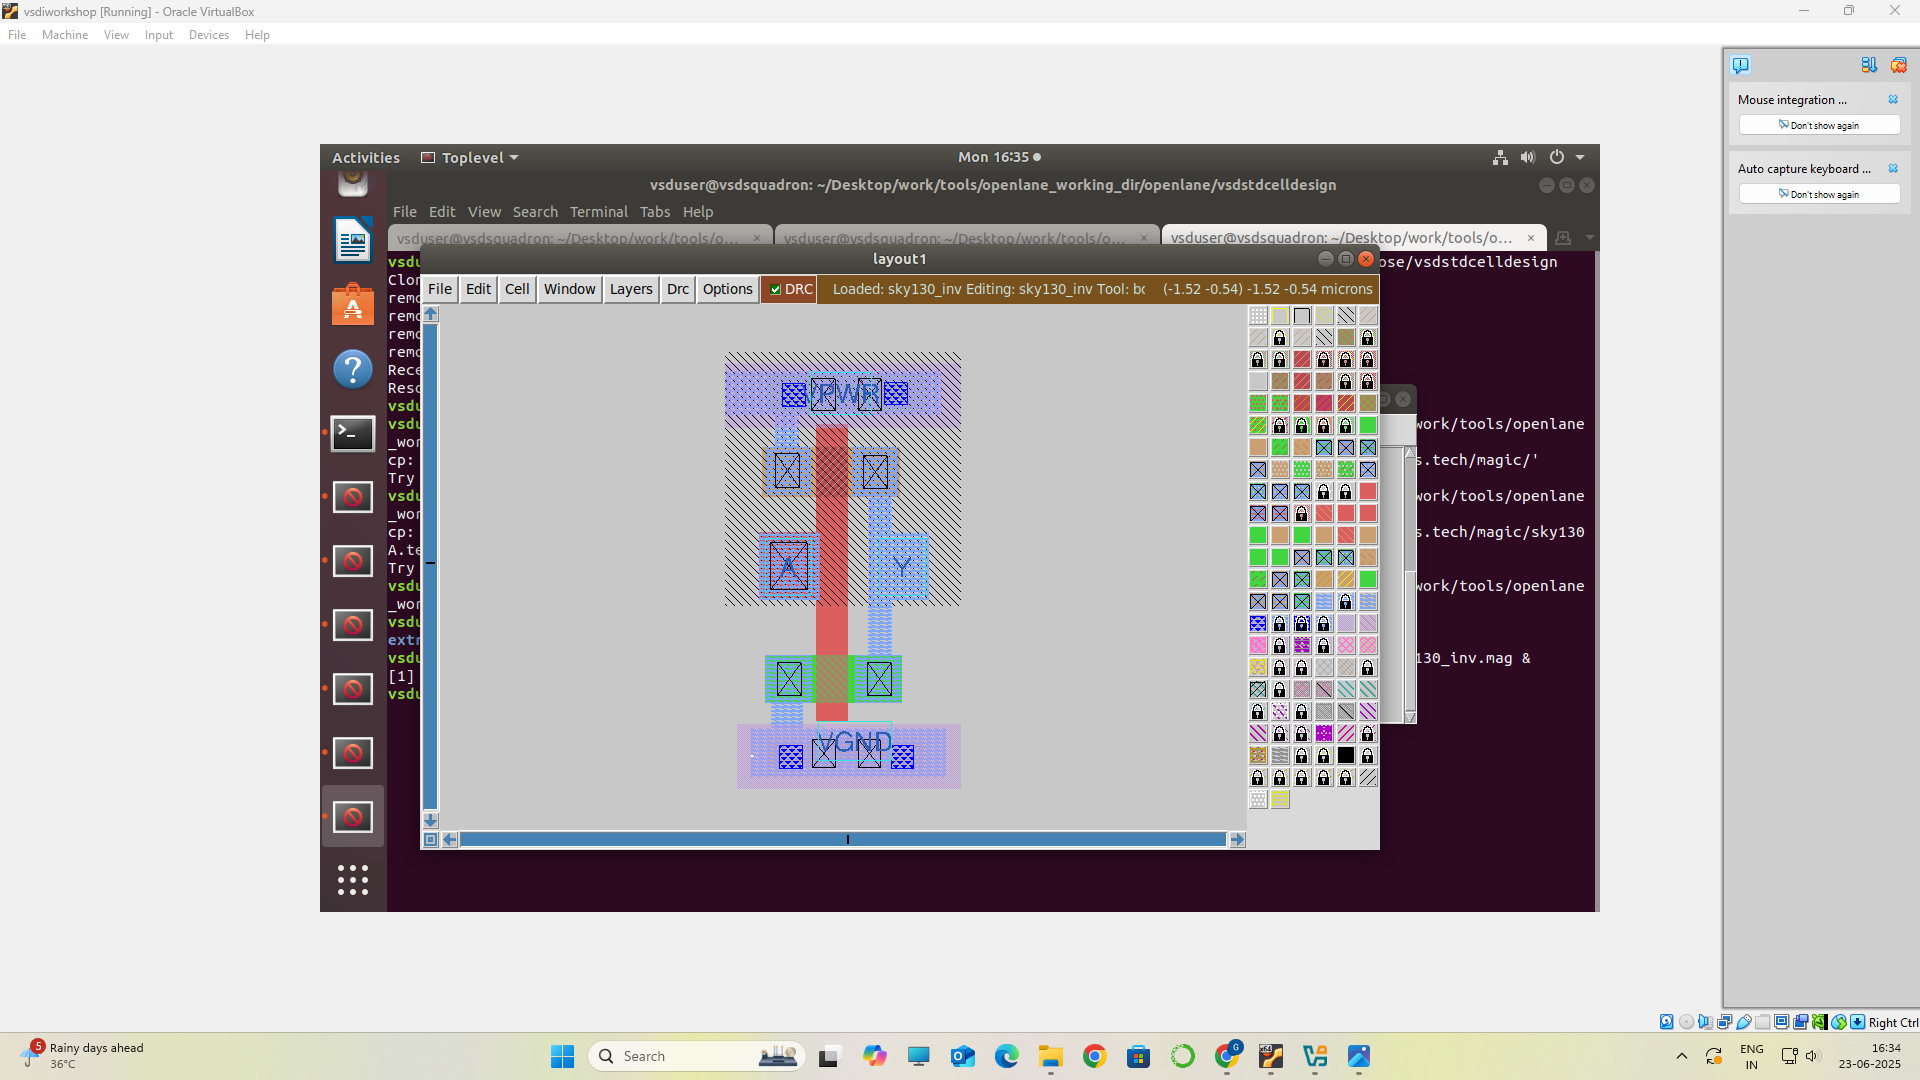 vsdiworkshop [Running] - Oracle VirtualBox
File Machine View Input Devices Help
Mouse integration ...
Don't show again
Auto capture keyboard ...
Don't show again
Activities Toplevel Mon 16:35
vsduser@vsdsquadron: ~/Desktop/work/tools/openlane_working_dir/openlane/vsdstdcelldesign
File Edit View Search Terminal Tabs Help
vsduser@vsdsquadron: ~/Desktop/work/tools/o... × vsduser@vsdsquadron: ~/Desktop/work/tools/o... × vsduser@vsdsquadron: ~/Desktop/work/tools/o... ×
layout1
File Edit Cell Window Layers Drc Options DRC Loaded: sky130_inv Editing: sky130_inv Tool: bo (-1.52 -0.54) -1.52 -0.54 microns
vsdu
ose/vsdstdcelldesign
Clon
remo
remo
remo
remo
Rece
Reso
vsdu
_wor
work/tools/openlane
cp:
s.tech/magic/'
Try
vsdu
work/tools/openlane
_wor
cp:
s.tech/magic/sky130
A.te
Try
vsdu
work/tools/openlane
_wor
vsdu
extr
vsdu
130_inv.mag &
[1]
vsdu
VPWR
A
Y
VGND
Right Ctrl
5
Rainy days ahead
36°C
Search
G
x64
ENG
IN
16:34
23-06-2025